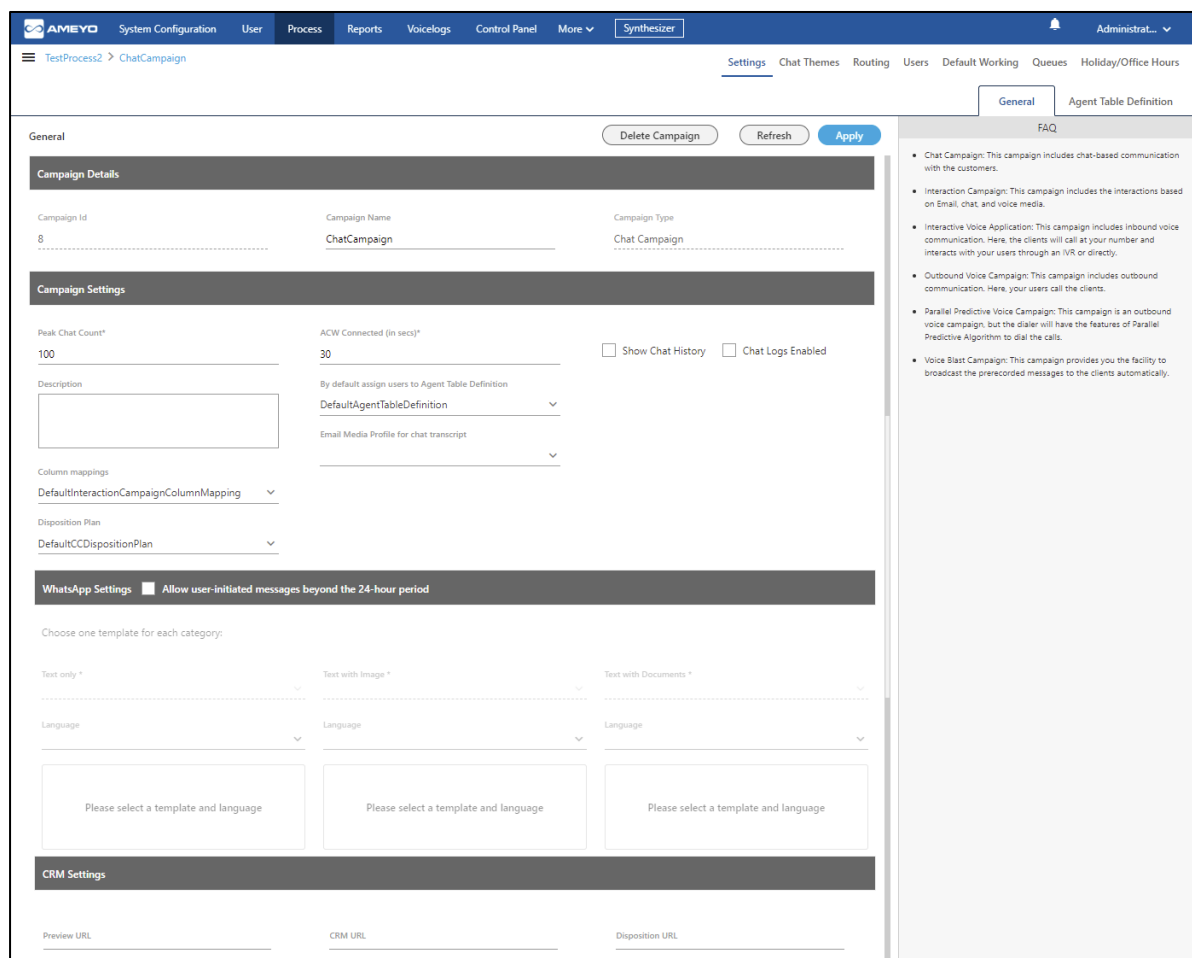 AMEYO System Configuration User Process Reports Voicelogs Control Panel More Synthesizer Administrat...
TestProcess2 > ChatCampaign
Settings Chat Themes Routing Users Default Working Queues Holiday/Office Hours
General Agent Table Definition
General Delete Campaign Refresh Apply
Campaign Details
Campaign Id Campaign Name Campaign Type
8 ChatCampaign Chat Campaign
Campaign Settings
Peak Chat Count* ACW Connected (in secs)*
100 30 Show Chat History Chat Logs Enabled
Description By default assign users to Agent Table Definition
DefaultAgentTableDefinition
Email Media Profile for chat transcript
Column mappings
DefaultInteractionCampaignColumnMapping
Disposition Plan
DefaultCCDispositionPlan
WhatsApp Settings Allow user-initiated messages beyond the 24-hour period
Choose one template for each category:
Text only * Text with Image * Text with Documents *
Language Language Language
Please select a template and language Please select a template and language Please select a template and language
CRM Settings
Preview URL CRM URL Disposition URL
FAQ
• Chat Campaign: This campaign includes chat-based communication
with the customers.
• Interaction Campaign: This campaign includes the interactions based
on Email, chat, and voice media.
• Interactive Voice Application: This campaign includes inbound voice
communication. Here, the clients will call at your number and
interacts with your users through an IVR or directly.
• Outbound Voice Campaign: This campaign includes outbound
communication. Here, your users call the clients.
• Parallel Predictive Voice Campaign: This campaign is an outbound
voice campaign, but the dialer will have the features of Parallel
Predictive Algorithm to dial the calls.
• Voice Blast Campaign: This campaign provides you the facility to
broadcast the prerecorded messages to the clients automatically.